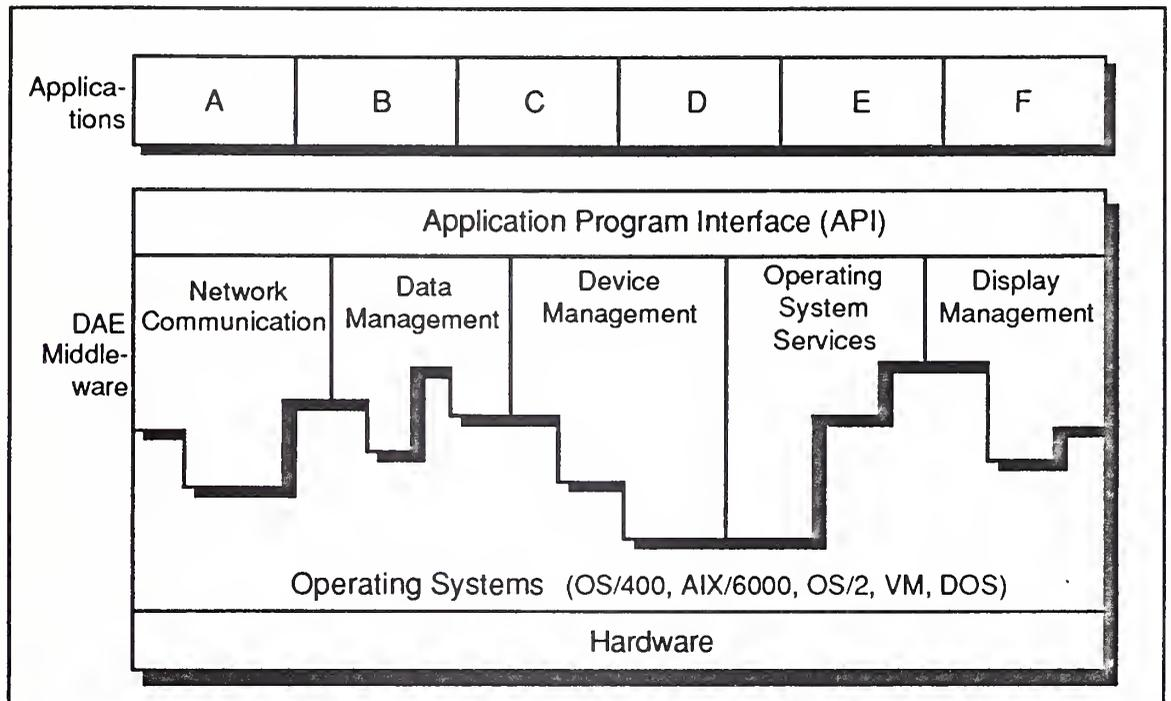 Applica-
tions
A B C D E F
Application Program Interface (API)
Network
Communication
Data
Management
Device
Management
Operating
System
Services
Display
Management
DAE
Middle-
ware
Operating Systems (OS/400, AIX/6000, OS/2, VM, DOS)
Hardware